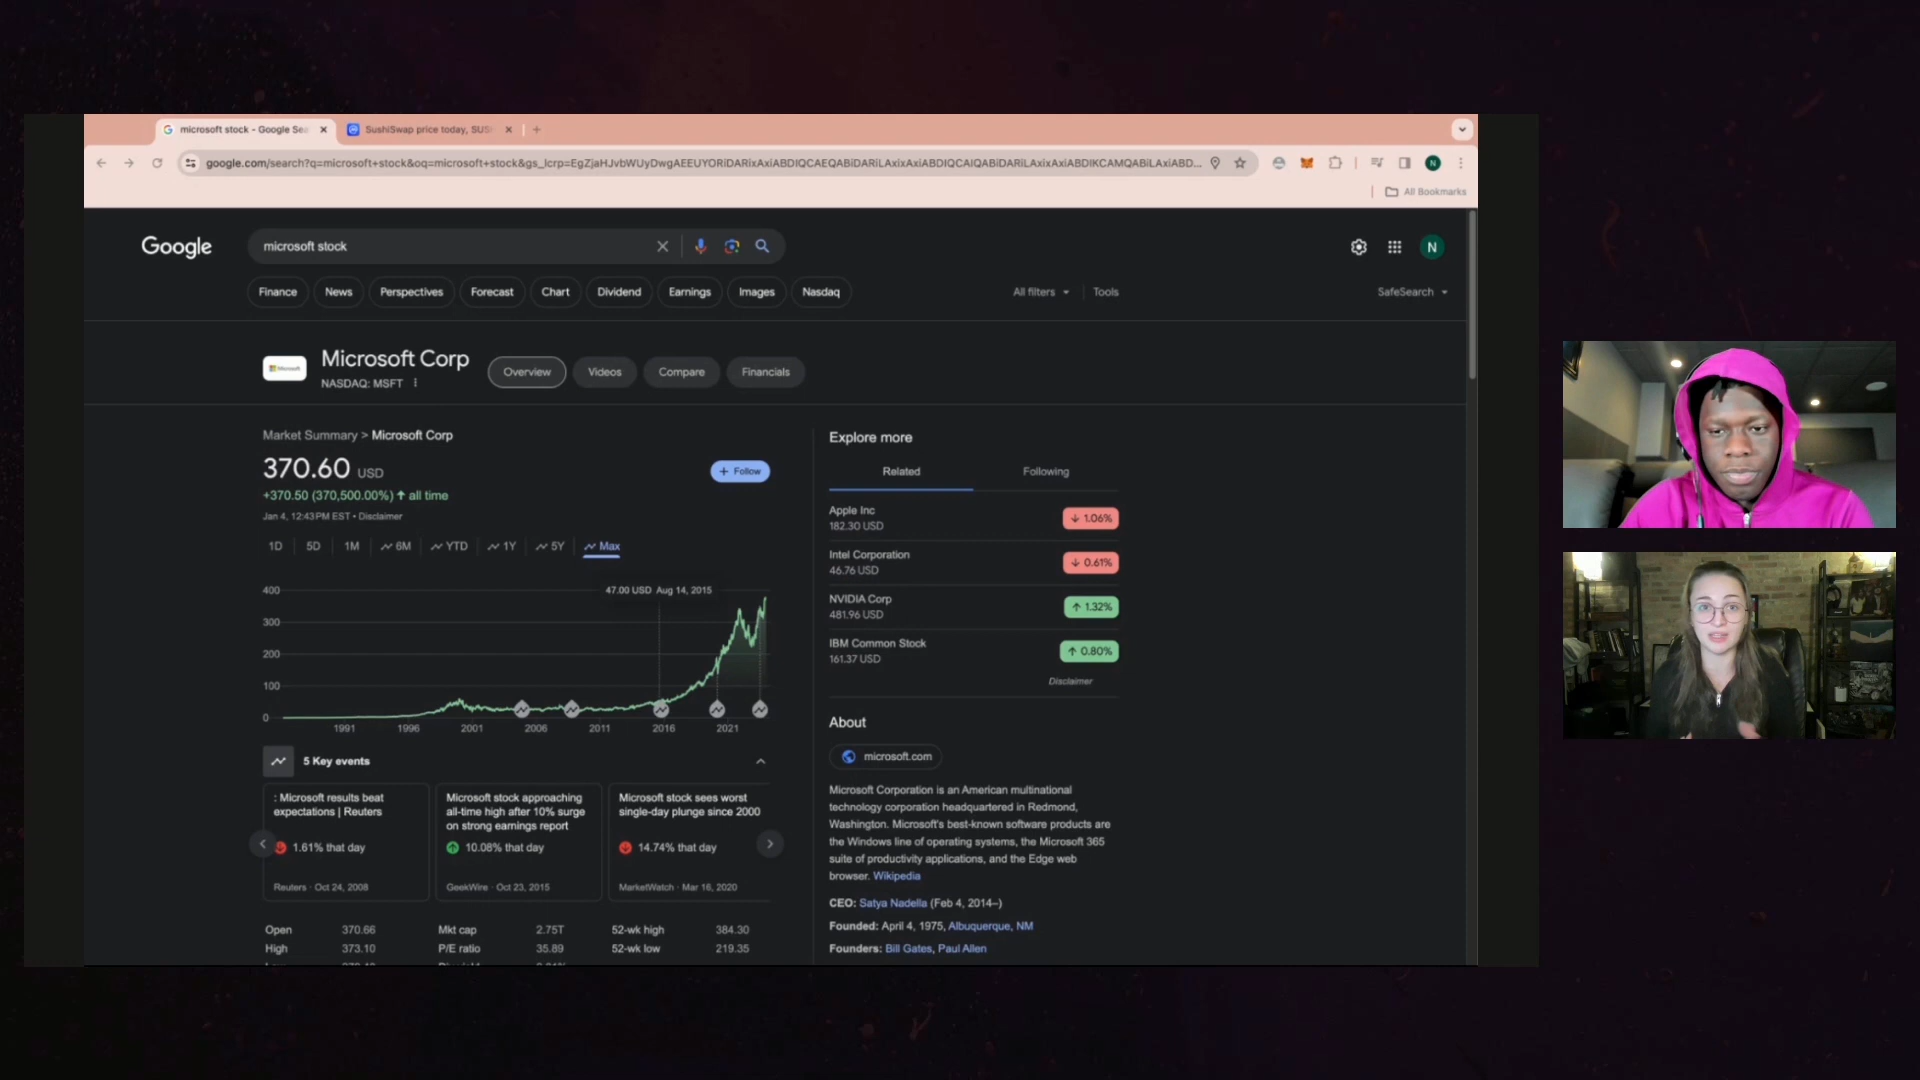 microsoft stock - Google Sea
SushiSwap price today, SUS
google.com/search?q=microsoft+stock&oq=microsoft+stock&gs_lcrp=EgZjaHJvbWUyDwgAEEUYORiDARixAxiABDIQCAEQABiDARiLAxixAxiABDIQCAIQABiDARiLAxixAxiABDIKCAMQABiLAxiABD...
N
All Bookmarks
Google
microsoft stock
N
Finance
News
Perspectives
Forecast
Chart
Dividend
Earnings
Images
Nasdaq
All filters
Tools
SafeSearch
Microsoft
Microsoft Corp
NASDAQ: MSFT
Overview
Videos
Compare
Financials
Market Summary > Microsoft Corp
370.60 USD
+ Follow
+370.50 (370,500.00%) ↑ all time
Jan 4, 12:43 PM EST • Disclaimer
1D
5D
1M
6M
YTD
1Y
5Y
Max
47.00 USD Aug 14, 2015
400
300
200
100
0
1991
1996
2001
2006
2011
2016
2021
5 Key events
: Microsoft results beat
expectations | Reuters
1.61% that day
Reuters · Oct 24, 2008
Microsoft stock approaching
all-time high after 10% surge
on strong earnings report
10.08% that day
GeekWire · Oct 23, 2015
Microsoft stock sees worst
single-day plunge since 2000
14.74% that day
MarketWatch · Mar 16, 2020
Open 370.66
Mkt cap 2.75T
52-wk high 384.30
High 373.10
P/E ratio 35.89
52-wk low 219.35
Explore more
Related
Following
Apple Inc
182.30 USD
↓ 1.06%
Intel Corporation
46.76 USD
↓ 0.61%
NVIDIA Corp
481.96 USD
↑ 1.32%
IBM Common Stock
161.37 USD
↑ 0.80%
Disclaimer
About
microsoft.com
Microsoft Corporation is an American multinational
technology corporation headquartered in Redmond,
Washington. Microsoft's best-known software products are
the Windows line of operating systems, the Microsoft 365
suite of productivity applications, and the Edge web
browser. Wikipedia
CEO: Satya Nadella (Feb 4, 2014–)
Founded: April 4, 1975, Albuquerque, NM
Founders: Bill Gates, Paul Allen